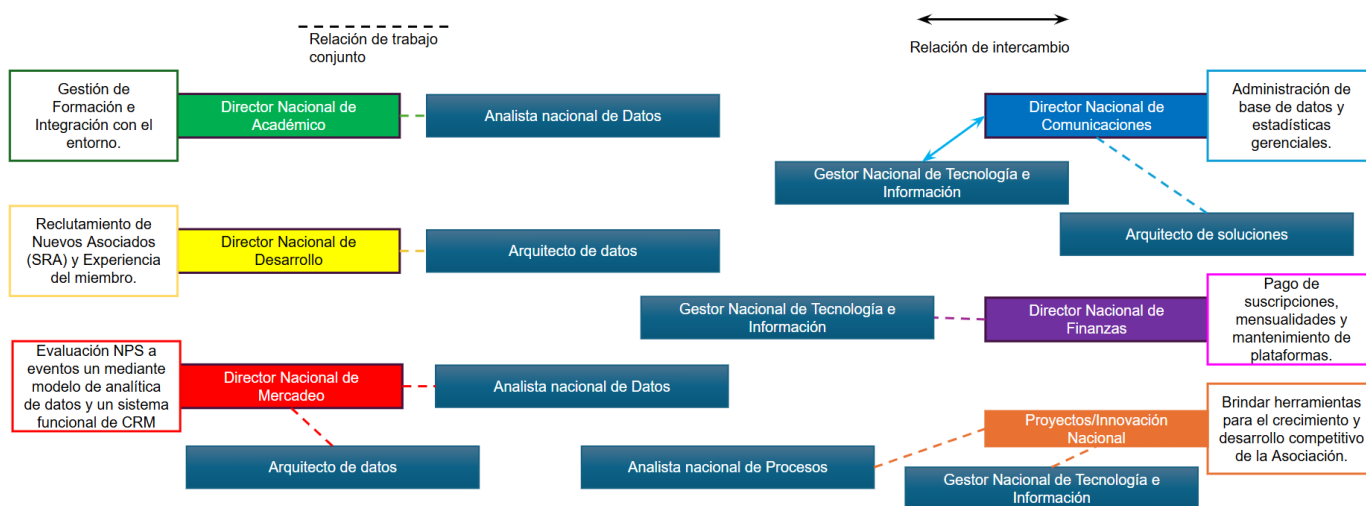 Relación de trabajo
conjunto
Relación de intercambio
Gestión de
Formación e
Integración con el
entorno.
Director Nacional de
Académico
Analista nacional de Datos
Director Nacional de
Comunicaciones
Administración de
base de datos y
estadísticas
gerenciales.
Gestor Nacional de Tecnología e
Información
Arquitecto de soluciones
Reclutamiento de
Nuevos Asociados
(SRA) y Experiencia
del miembro.
Director Nacional de
Desarrollo
Arquitecto de datos
Gestor Nacional de Tecnología e
Información
Director Nacional de
Finanzas
Pago de
suscripciones,
mensualidades y
mantenimiento de
plataformas.
Evaluación NPS a
eventos un mediante
modelo de analítica
de datos y un sistema
funcional de CRM
Director Nacional de
Mercadeo
Analista nacional de Datos
Arquitecto de datos
Analista nacional de Procesos
Proyectos/Innovación
Nacional
Gestor Nacional de Tecnología e
Información
Brindar herramientas
para el crecimiento y
desarrollo competitivo
de la Asociación.